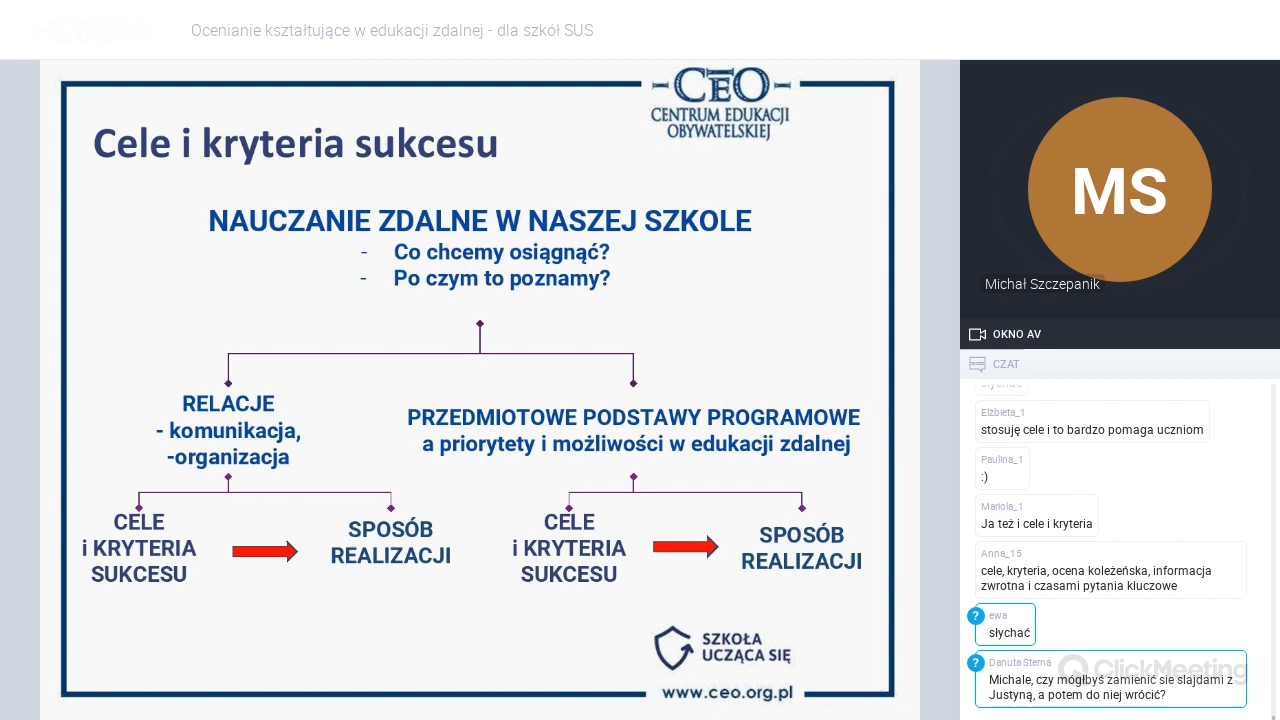 Ocenianie kształtujące w edukacji zdalnej - dla szkół SUS
CEO
CENTRUM EDUKACJI
OBYWATELSKIEJ
Cele i kryteria sukcesu
NAUCZANIE ZDALNE W NASZEJ SZKOLE
- Co chcemy osiągnąć?
- Po czym to poznamy?
RELACJE
- komunikacja,
-organizacja
PRZEDMIOTOWE PODSTAWY PROGRAMOWE
a priorytety i możliwości w edukacji zdalnej
CELE
i KRYTERIA
SUKCESU
SPOSÓB
REALIZACJI
CELE
i KRYTERIA
SUKCESU
SPOSÓB
REALIZACJI
SZKOŁA
UCZĄCA SIĘ
www.ceo.org.pl
MS
Michał Szczepanik
OKNO AV
CZAT
Elżbieta_1
stosuję cele i to bardzo pomaga uczniom
Paulina_1
:)
Mariola_1
Ja też i cele i kryteria
Anna_15
cele, kryteria, ocena koleżeńska, informacja
zwrotna i czasami pytania kluczowe
? ewa
słychać
? Danuta Sterna
Michale, czy mogłbyś zamienić sie slajdami z
Justyną, a potem do niej wrócić?
ClickMeeting